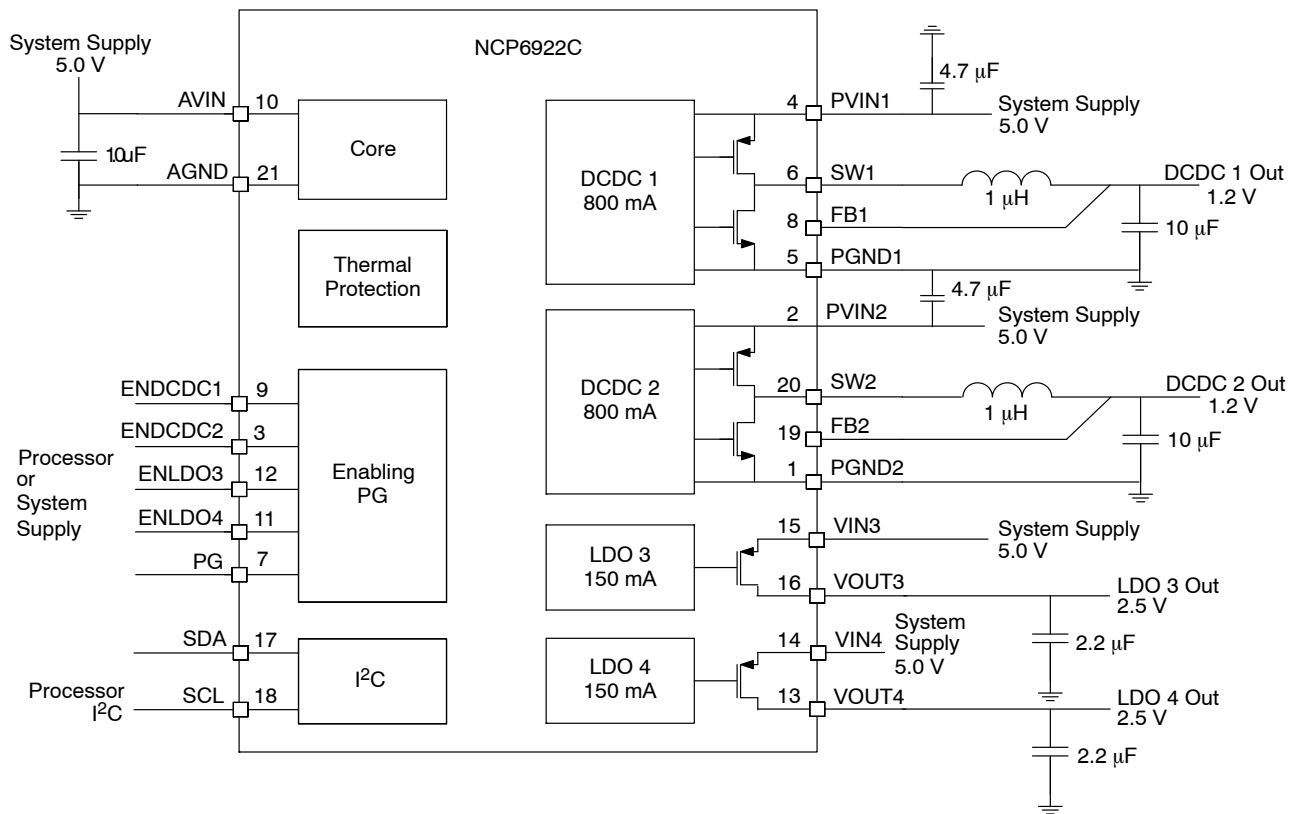 NCP6922C
System Supply
5.0 V
AVIN
10
10uF
AGND
21
Core
Thermal
Protection
ENDCDC1
9
ENDCDC2
3
Processor
or
System
Supply
ENLDO3
12
ENLDO4
11
PG
7
Enabling
PG
SDA
17
Processor
I²C
SCL
18
I²C
DCDC 1
800 mA
4
PVIN1
4.7 µF
System Supply
5.0 V
6
SW1
1 µH
DCDC 1 Out
1.2 V
8
FB1
10 µF
5
PGND1
4.7 µF
DCDC 2
800 mA
2
PVIN2
System Supply
5.0 V
20
SW2
1 µH
DCDC 2 Out
1.2 V
19
FB2
10 µF
1
PGND2
LDO 3
150 mA
15
VIN3
System Supply
5.0 V
16
VOUT3
LDO 3 Out
2.5 V
2.2 µF
LDO 4
150 mA
14
VIN4
System
Supply
5.0 V
13
VOUT4
LDO 4 Out
2.5 V
2.2 µF